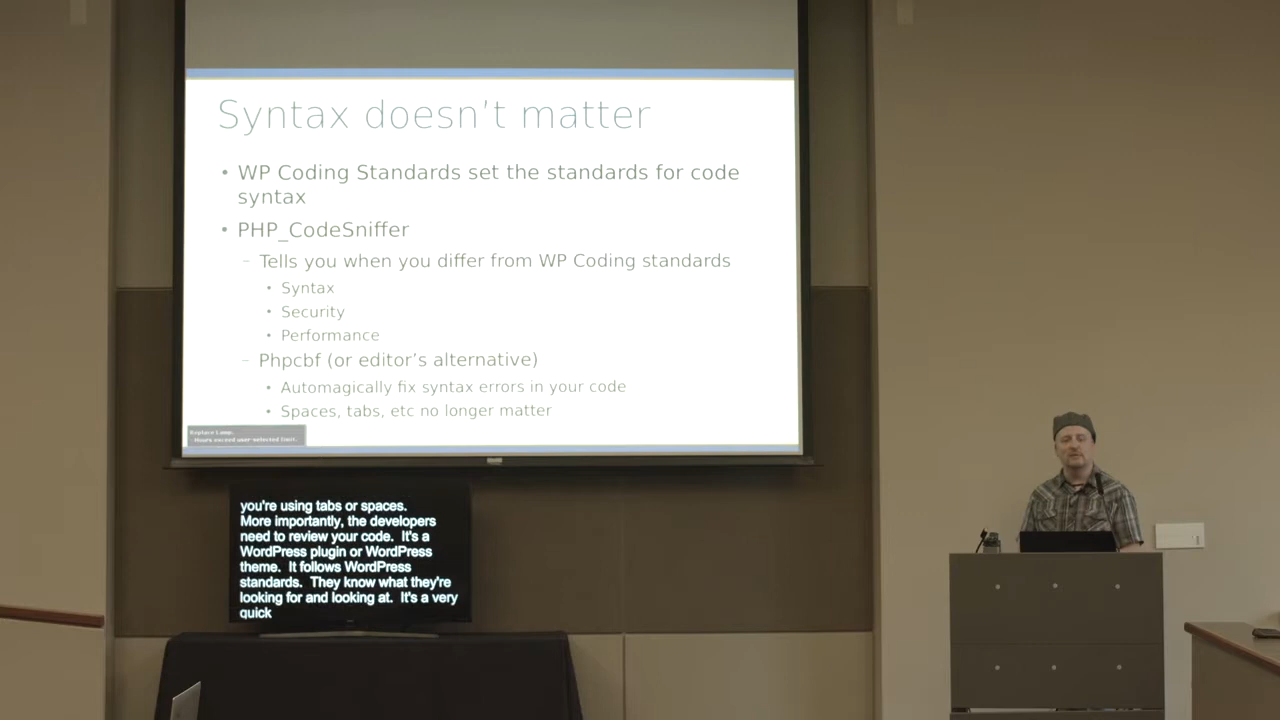 Syntax doesn't matter
• WP Coding Standards set the standards for code
syntax
• PHP_CodeSniffer
– Tells you when you differ from WP Coding standards
• Syntax
• Security
• Performance
– Phpcbf (or editor's alternative)
• Automagically fix syntax errors in your code
• Spaces, tabs, etc no longer matter
Replace Lamp.
- Hours exceed user-selected limit.
you're using tabs or spaces.
More importantly, the developers
need to review your code. It's a
WordPress plugin or WordPress
theme. It follows WordPress
standards. They know what they're
looking for and looking at. It's a very
quick